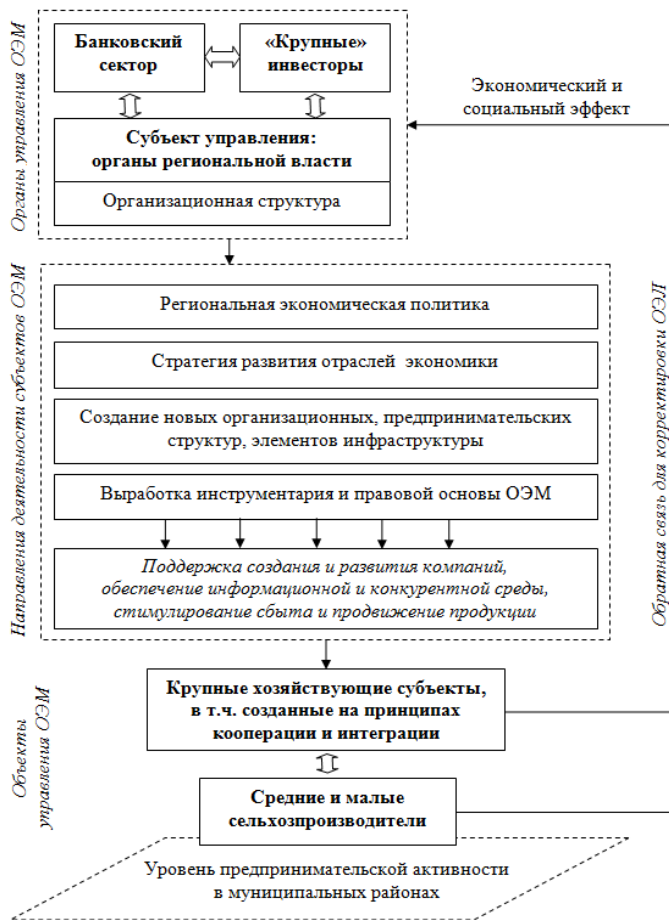 Органы управления ОЭМ
Банковский
сектор
«Крупные»
инвесторы
Субъект управления:
органы региональной власти
Организационная структура
Экономический и
социальный эффект
Направления деятельности субъектов ОЭМ
Региональная экономическая политика
Стратегия развития отраслей экономики
Создание новых организационных, предпринимательских
структур, элементов инфраструктуры
Выработка инструментария и правовой основы ОЭМ
Поддержка создания и развития компаний,
обеспечение информационной и конкурентной среды,
стимулирование сбыта и продвижение продукции
Обратная связь для корректировки ОЭЛ
Объекты
управления ОЭМ
Крупные хозяйствующие субъекты,
в т.ч. созданные на принципах
кооперации и интеграции
Средние и малые
сельхозпроизводители
Уровень предпринимательской активности
в муниципальных районах